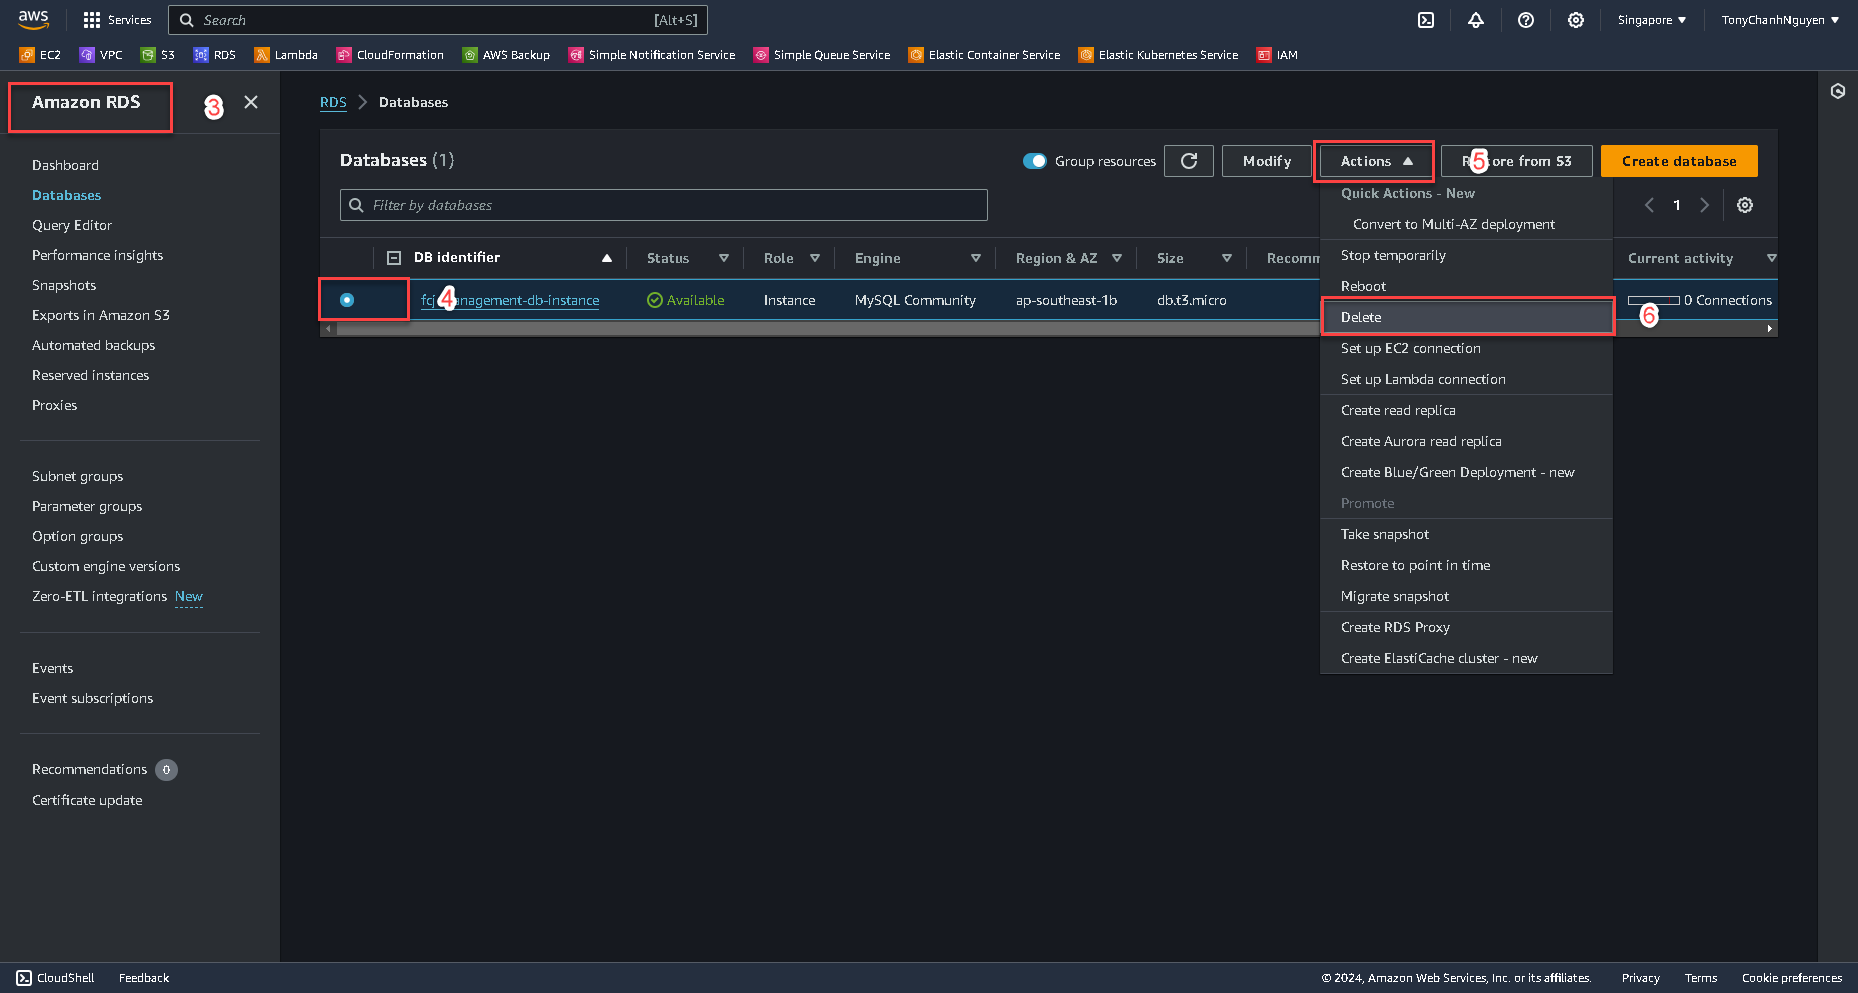 aws
Services
Search
[Alt+S]
Singapore
TonyChanhNguyen
EC2
VPC
S3
RDS
Lambda
CloudFormation
AWS Backup
Simple Notification Service
Simple Queue Service
Elastic Container Service
Elastic Kubernetes Service
IAM
Amazon RDS
3
Dashboard
Databases
Query Editor
Performance insights
Snapshots
Exports in Amazon S3
Automated backups
Reserved instances
Proxies
Subnet groups
Parameter groups
Option groups
Custom engine versions
Zero-ETL integrations New
Events
Event subscriptions
Recommendations 0
Certificate update
RDS
Databases
Databases (1)
Group resources
Modify
Actions
5
from S3
Create database
Filter by databases
1
DB identifier
Status
Role
Engine
Region & AZ
Size
Recomm
Current activity
4
management-db-instance
Available
Instance
MySQL Community
ap-southeast-1b
db.t3.micro
0 Connections
Quick Actions - New
Convert to Multi-AZ deployment
Stop temporarily
Reboot
Delete
6
Set up EC2 connection
Set up Lambda connection
Create read replica
Create Aurora read replica
Create Blue/Green Deployment - new
Promote
Take snapshot
Restore to point in time
Migrate snapshot
Create RDS Proxy
Create ElastiCache cluster - new
CloudShell
Feedback
© 2024, Amazon Web Services, Inc. or its affiliates.
Privacy
Terms
Cookie preferences